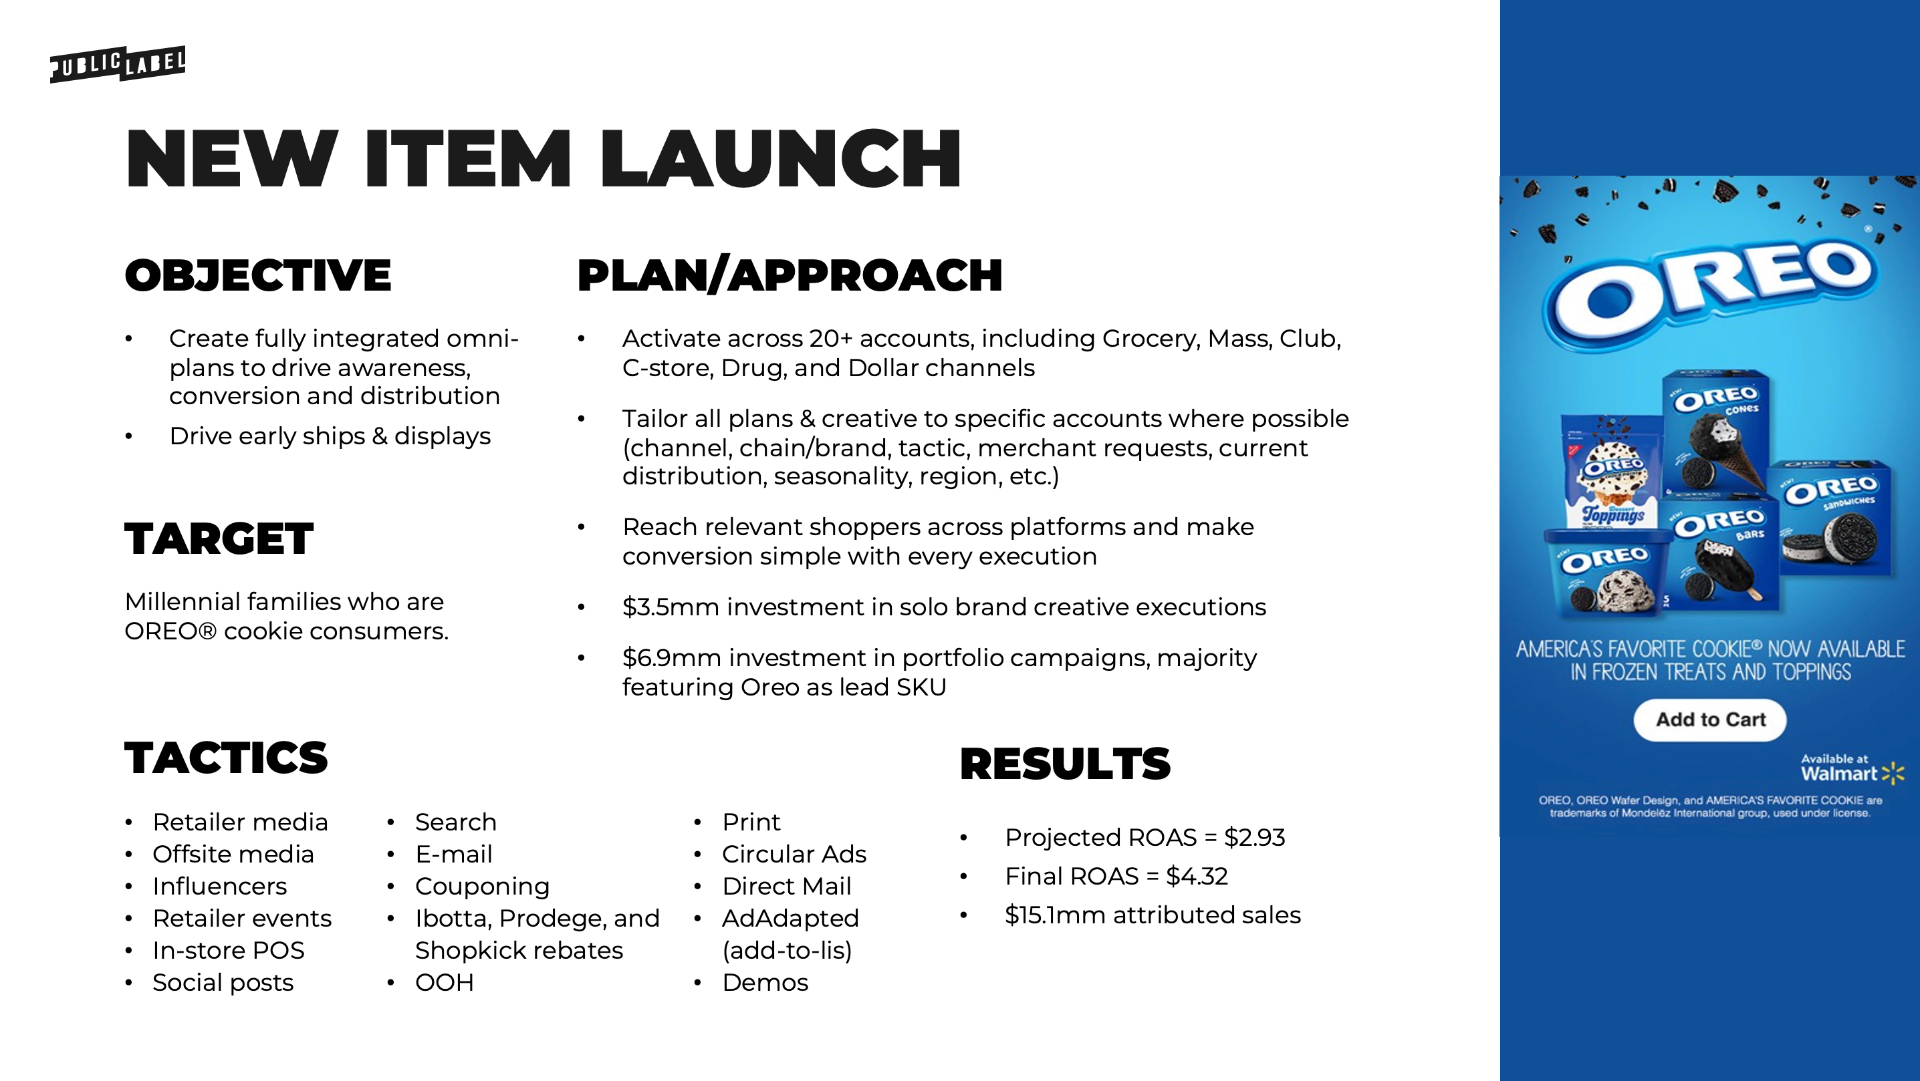 PUBLIC LABEL
NEW ITEM LAUNCH
OBJECTIVE
• Create fully integrated omni-
plans to drive awareness,
conversion and distribution
• Drive early ships & displays
TARGET
Millennial families who are
OREO® cookie consumers.
PLAN/APPROACH
• Activate across 20+ accounts, including Grocery, Mass, Club,
C-store, Drug, and Dollar channels
• Tailor all plans & creative to specific accounts where possible
(channel, chain/brand, tactic, merchant requests, current
distribution, seasonality, region, etc.)
• Reach relevant shoppers across platforms and make
conversion simple with every execution
• $3.5mm investment in solo brand creative executions
• $6.9mm investment in portfolio campaigns, majority
featuring Oreo as lead SKU
TACTICS
• Retailer media
• Offsite media
• Influencers
• Retailer events
• In-store POS
• Social posts
• Search
• E-mail
• Couponing
• Ibotta, Prodege, and
Shopkick rebates
• OOH
• Print
• Circular Ads
• Direct Mail
• AdAdapted
(add-to-lis)
• Demos
RESULTS
• Projected ROAS = $2.93
• Final ROAS = $4.32
• $15.1mm attributed sales
OREO®
OREO
CONES
OREO
Dessert
Toppings
OREO
SANDWICHES
OREO
BARS
OREO
AMERICA'S FAVORITE COOKIE® NOW AVAILABLE
IN FROZEN TREATS AND TOPPINGS
Add to Cart
Available at
Walmart
OREO, OREO Wafer Design, and AMERICA'S FAVORITE COOKIE are
trademarks of Mondelēz International group, used under license.